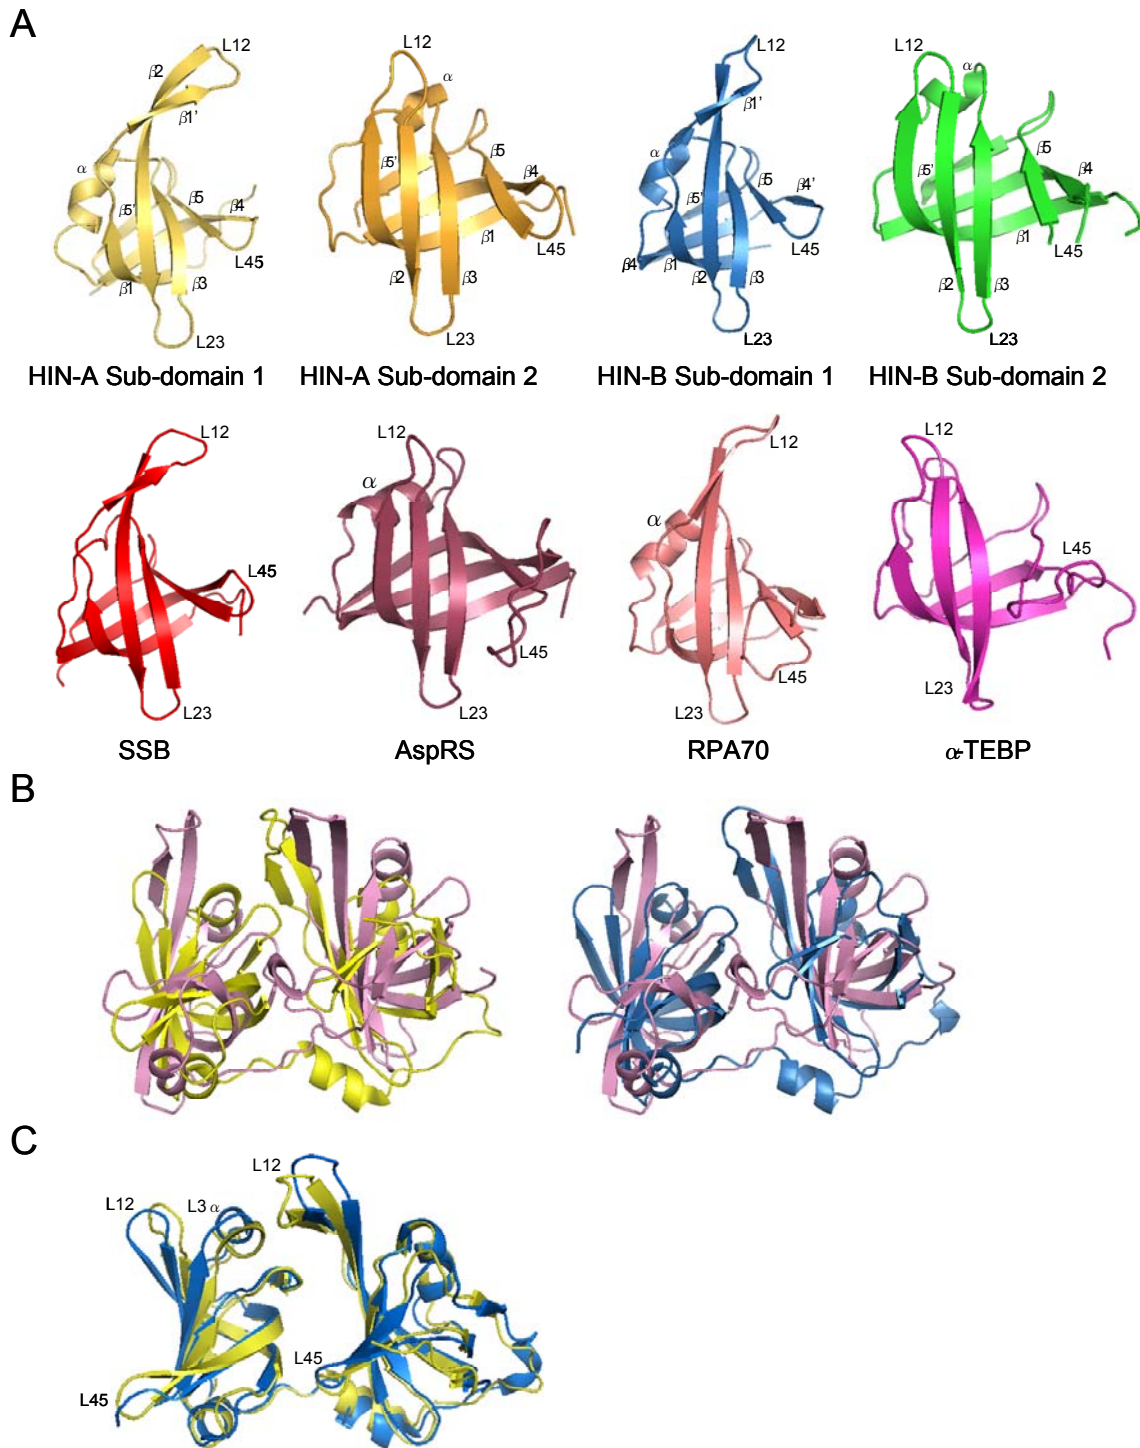 A
L12
β2
β1'
α
β5'
β5
β4
L45
β1
β3
L23
HIN-A Sub-domain 1
L12
α
β5'
β5
β4
β1
L45
β2
β3
L23
HIN-A Sub-domain 2
L12
β1'
α
β5'
β5
β4'
L45
β4
β1
β2
β3
L23
HIN-B Sub-domain 1
L12
α
β5'
β5
β4
β1
L45
β2
β3
L23
HIN-B Sub-domain 2
L12
L45
L23
SSB
L12
α
L45
L23
AspRS
L12
α
L45
L23
RPA70
L12
L45
L23
α-TEBP
B
C
L12
L12
L3α
L45
L45